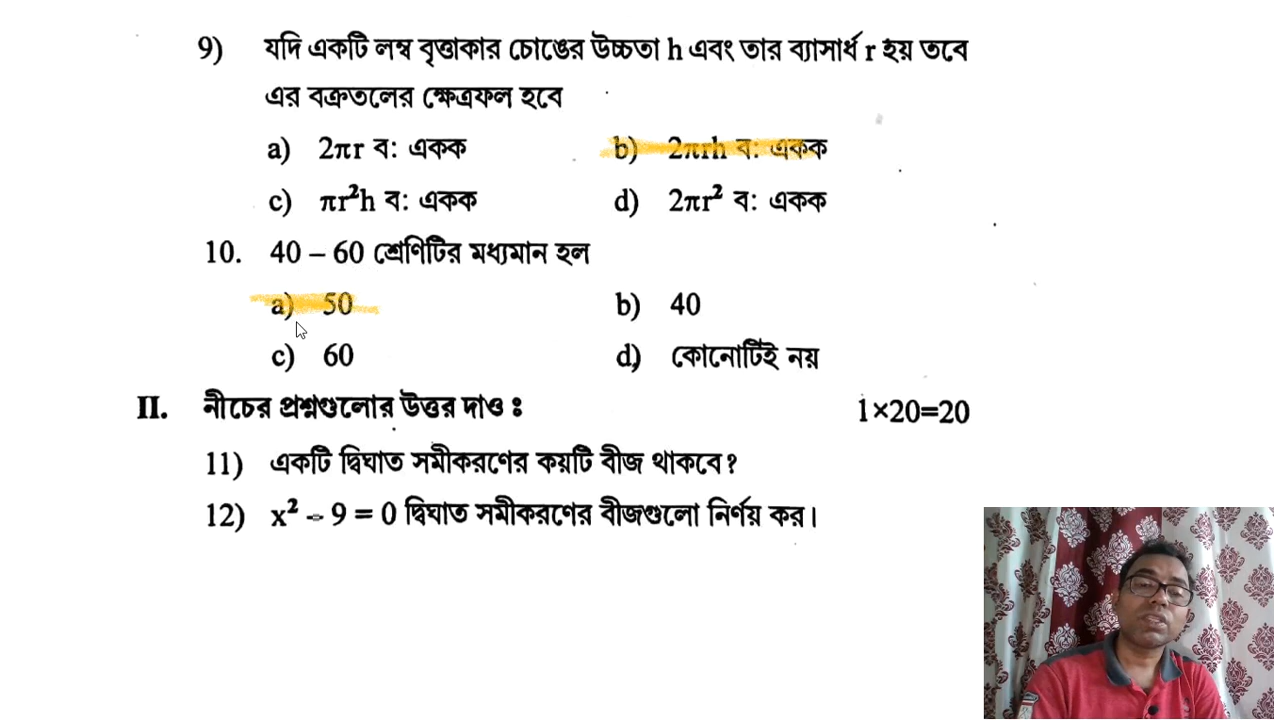 9) যদি একটি লম্ব বৃত্তাকার চোঙের উচ্চতা h এবং তার ব্যাসার্ধ r হয় তবে
এর বক্রতলের ক্ষেত্রফল হবে
a) 2πr ব: একক b) 2πrh ব: একক
c) πr²h ব: একক d) 2πr² ব: একক
10. 40 – 60 শ্রেণিটির মধ্যমান হল
a) 50 b) 40
c) 60 d) কোনোটিই নয়
II. নীচের প্রশ্নগুলোর উত্তর দাও ঃ 1×20=20
11) একটি দ্বিঘাত সমীকরণের কয়টি বীজ থাকবে?
12) x² – 9 = 0 দ্বিঘাত সমীকরণের বীজগুলো নির্ণয় কর।